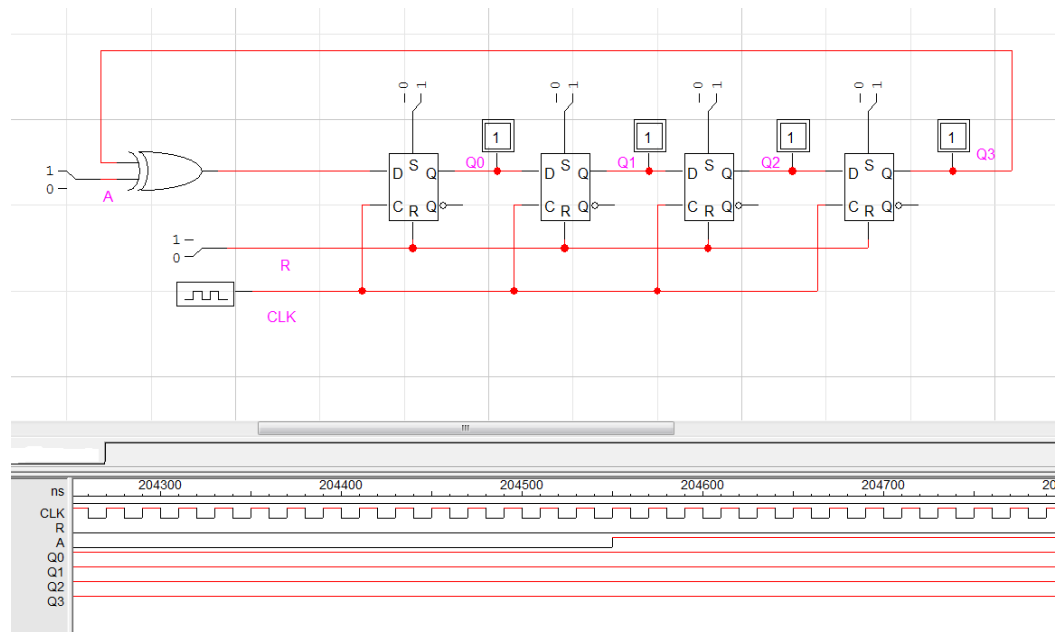 0 1 0 1 0 1 0 1
1 1 1 1
Q0 Q1 Q2 Q3
1
0
A
D S Q D S Q D S Q D S Q
C R Q C R Q C R Q C R Q
1
0
R
CLK
ns 204300 204400 204500 204600 204700 20
CLK
R
A
Q0
Q1
Q2
Q3